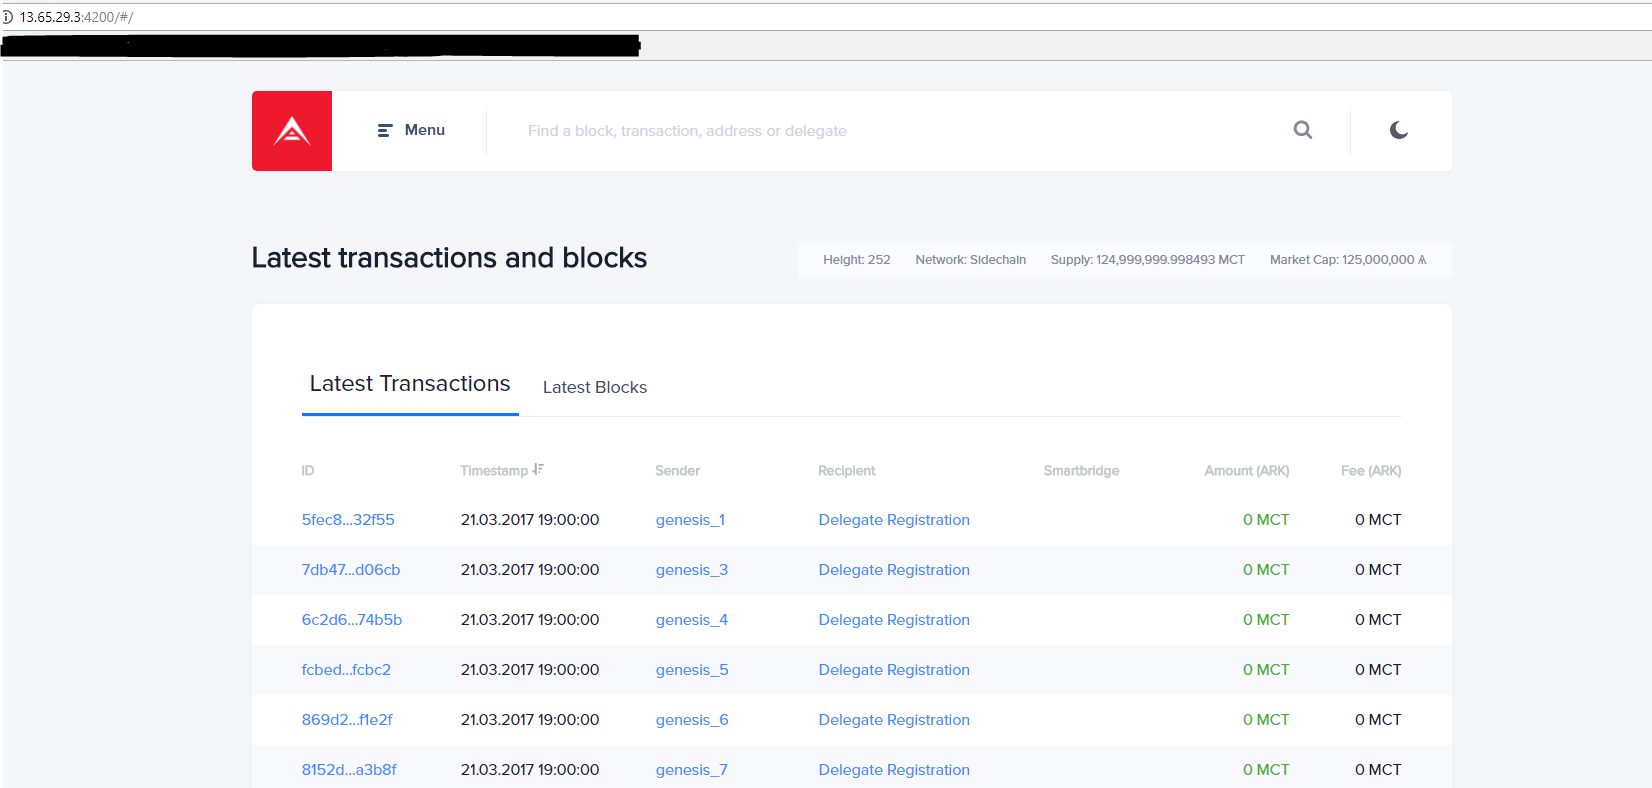 13.65.29.3:4200/#/
Menu
Find a block, transaction, address or delegate
Latest transactions and blocks
Height: 252 Network: Sidechain Supply: 124,999,999.998493 MCT Market Cap: 125,000,000 Ѧ
Latest Transactions Latest Blocks
ID Timestamp Sender Recipient Smartbridge Amount (ARK) Fee (ARK)
5fec8...32f55 21.03.2017 19:00:00 genesis_1 Delegate Registration 0 MCT 0 MCT
7db47...d06cb 21.03.2017 19:00:00 genesis_3 Delegate Registration 0 MCT 0 MCT
6c2d6...74b5b 21.03.2017 19:00:00 genesis_4 Delegate Registration 0 MCT 0 MCT
fcbed...fcbc2 21.03.2017 19:00:00 genesis_5 Delegate Registration 0 MCT 0 MCT
869d2...f1e2f 21.03.2017 19:00:00 genesis_6 Delegate Registration 0 MCT 0 MCT
8152d...a3b8f 21.03.2017 19:00:00 genesis_7 Delegate Registration 0 MCT 0 MCT